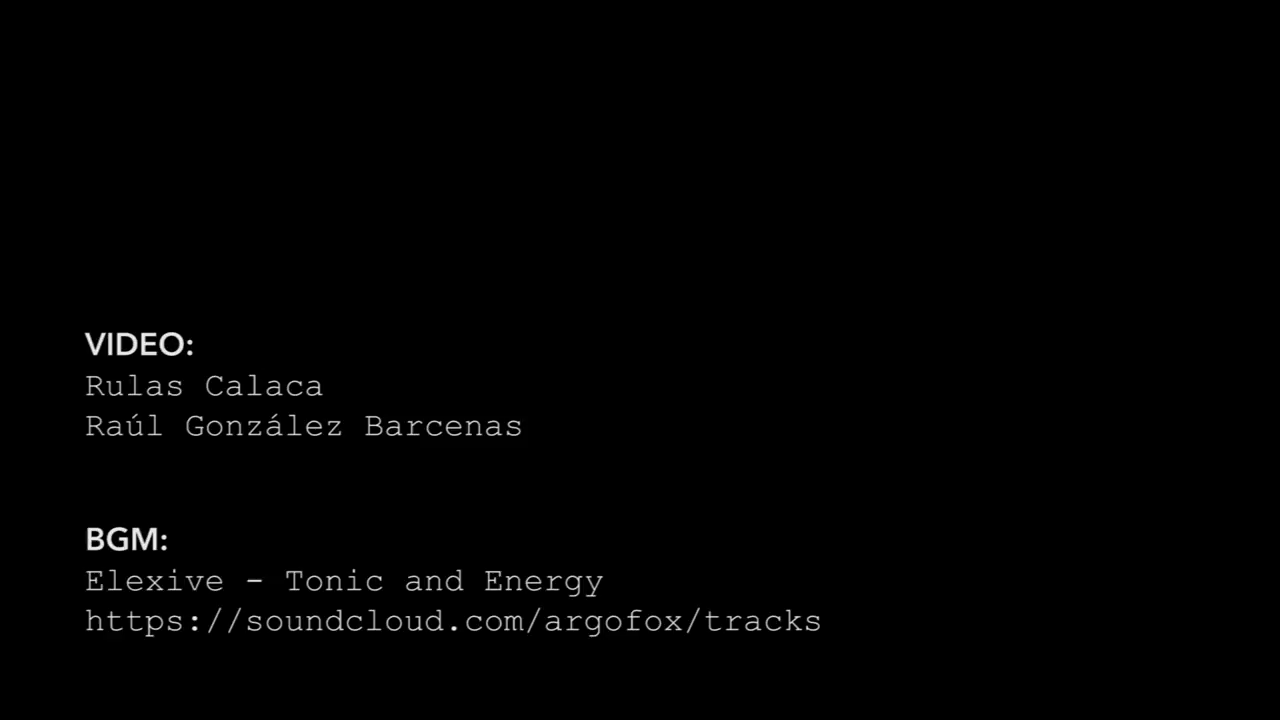 VIDEO:
Rulas Calaca
Raúl González Barcenas
BGM:
Elexive - Tonic and Energy
https://soundcloud.com/argofox/tracks